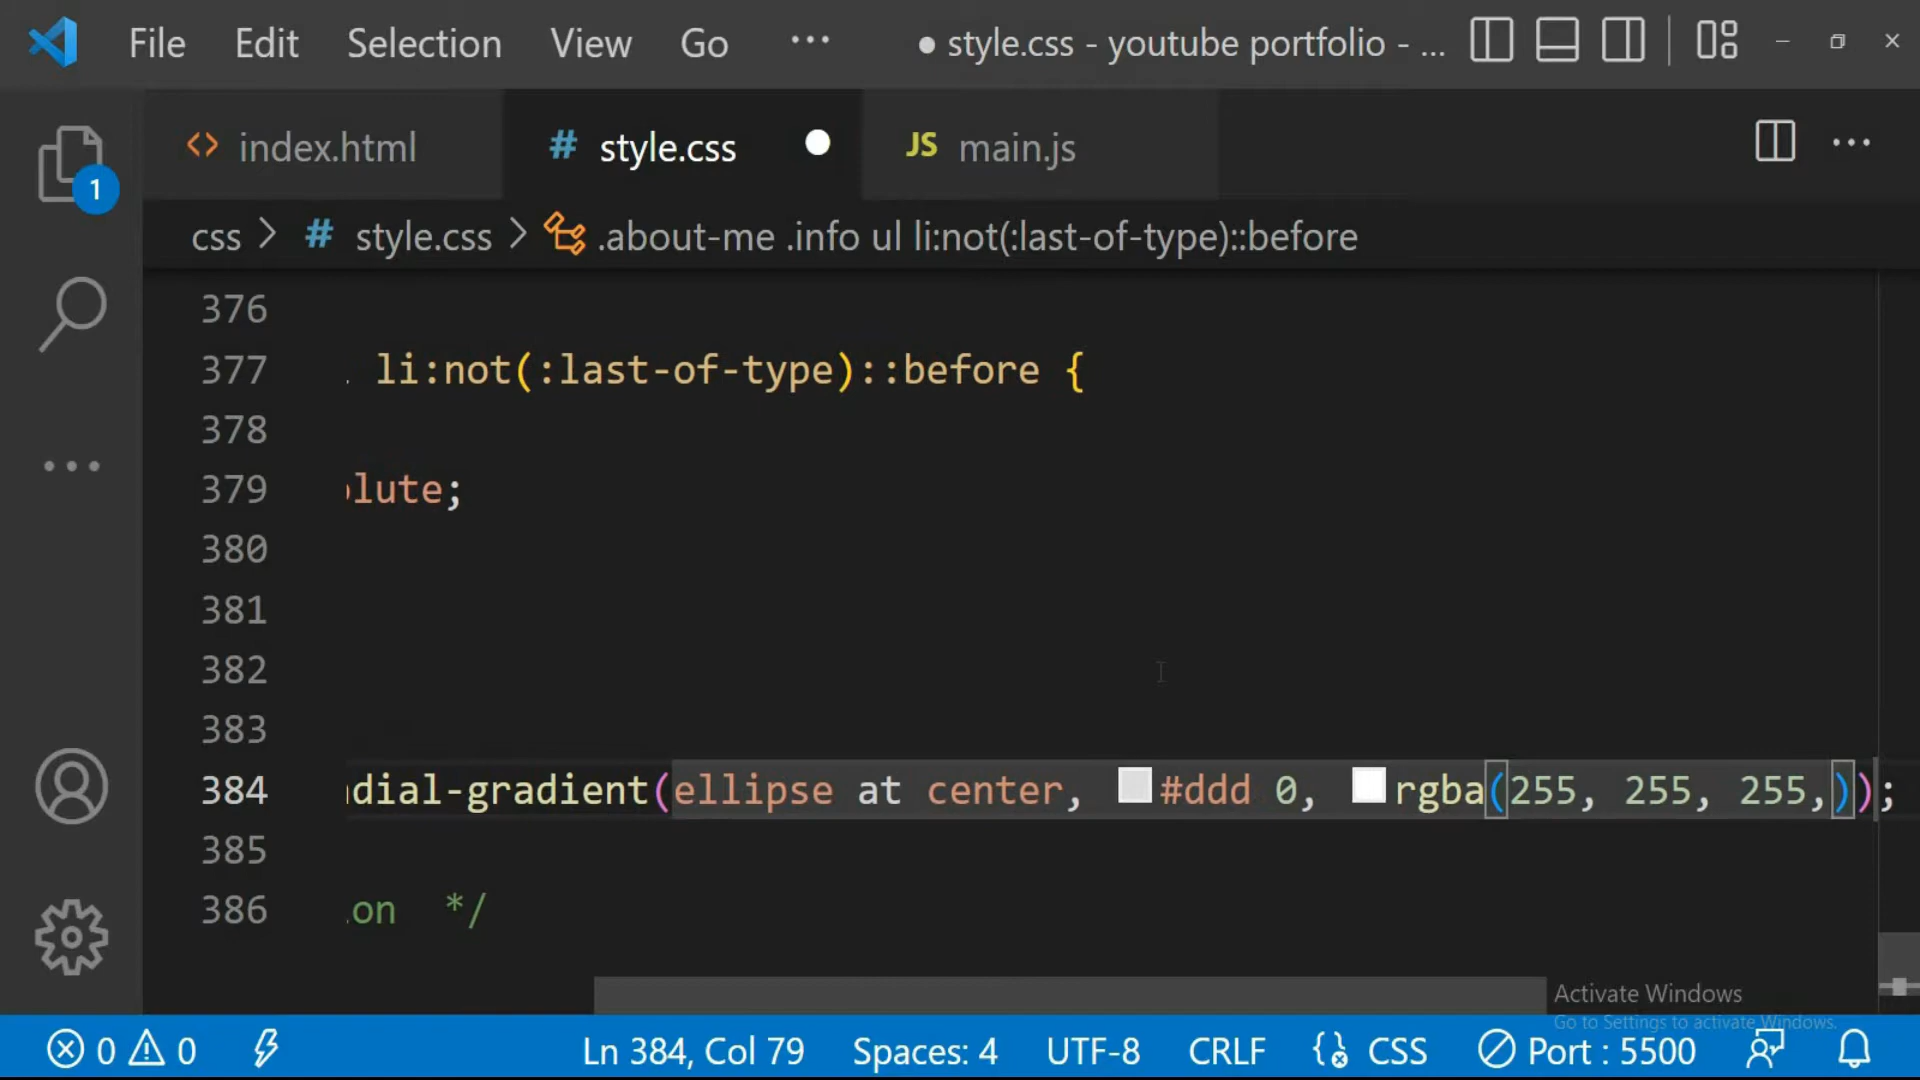 File Edit Selection View Go ··· ● style.css - youtube portfolio - ...
index.html # style.css JS main.js ···
1
css > # style.css > .about-me .info ul li:not(:last-of-type)::before
376
377 li:not(:last-of-type)::before {
378
379 olute;
380
381
382
383
384 dial-gradient(ellipse at center, #ddd 0, rgba(255, 255, 255,));
385
386 on */
Activate Windows
Go to Settings to activate Windows.
0 0 Ln 384, Col 79 Spaces: 4 UTF-8 CRLF {} CSS Port : 5500